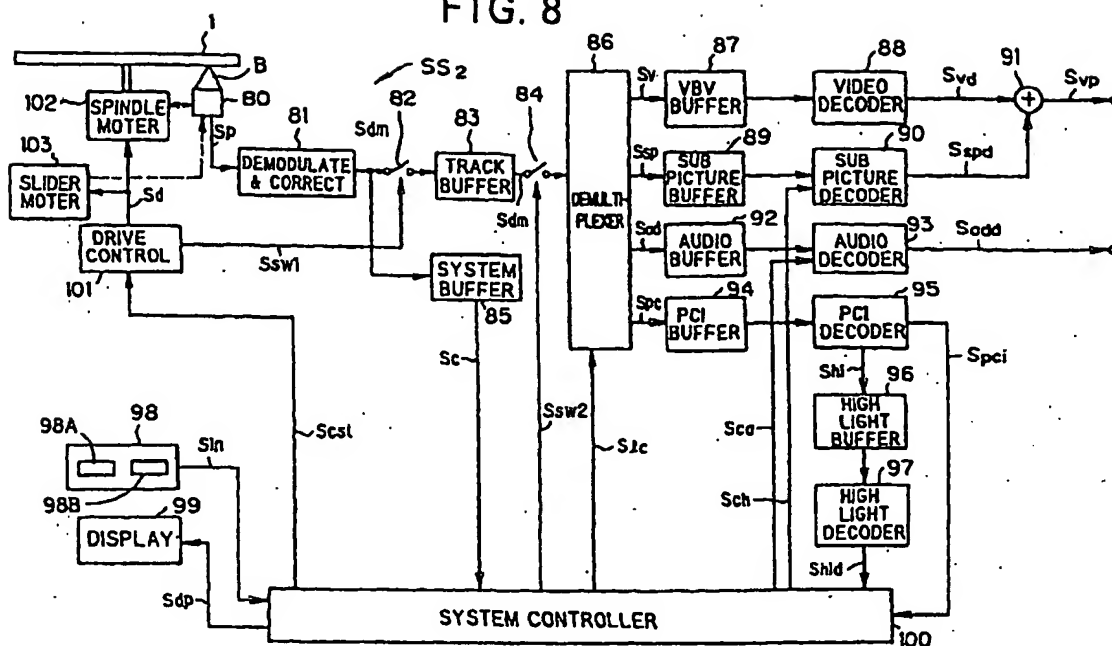 FIG. 8
1
B
80
102
SPINDLE
MOTER
Sp
SS2
82
84
86
87
88
91
Sv
VBV
BUFFER
VIDEO
DECODER
Svd
Svp
+
103
SLIDER
MOTER
Sd
81
DEMODULATE
& CORRECT
Sdm
83
TRACK
BUFFER
Sdm
DEMULTI
PLEXER
Ssp
89
SUB
PICTURE
BUFFER
90
SUB
PICTURE
DECODER
Sspd
DRIVE
CONTROL
101
Ssw1
SYSTEM
BUFFER
85
Sad
92
AUDIO
BUFFER
93
AUDIO
DECODER
Sadd
Spc
94
PCI
BUFFER
95
PCI
DECODER
Spci
Shi
96
HIGH
LIGHT
BUFFER
Sc
Ssw2
Scst
Sca
Sch
97
HIGH
LIGHT
DECODER
Shld
98
98A
98B
Sin
99
DISPLAY
Sdp
SYSTEM CONTROLLER
100